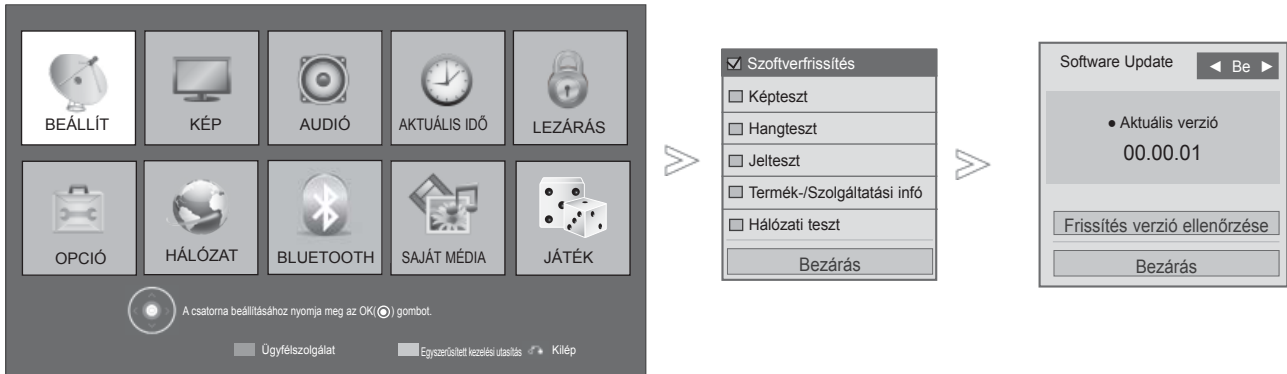 BEÁLLÍT
KÉP
AUDIÓ
AKTUÁLIS IDŐ
LEZÁRÁS
OPCIÓ
HÁLÓZAT
BLUETOOTH
SAJÁT MÉDIA
JÁTÉK
A csatorna beállításához nyomja meg az OK(◉) gombot.
Ügyfélszolgálat
Egyszerűsített kezelési utasítás
Kilép
Szoftverfrissítés
Képteszt
Hangteszt
Jelteszt
Termék-/Szolgáltatási infó
Hálózati teszt
Bezárás
Software Update ◄ Be ►
● Aktuális verzió
00.00.01
Frissítés verzió ellenőrzése
Bezárás